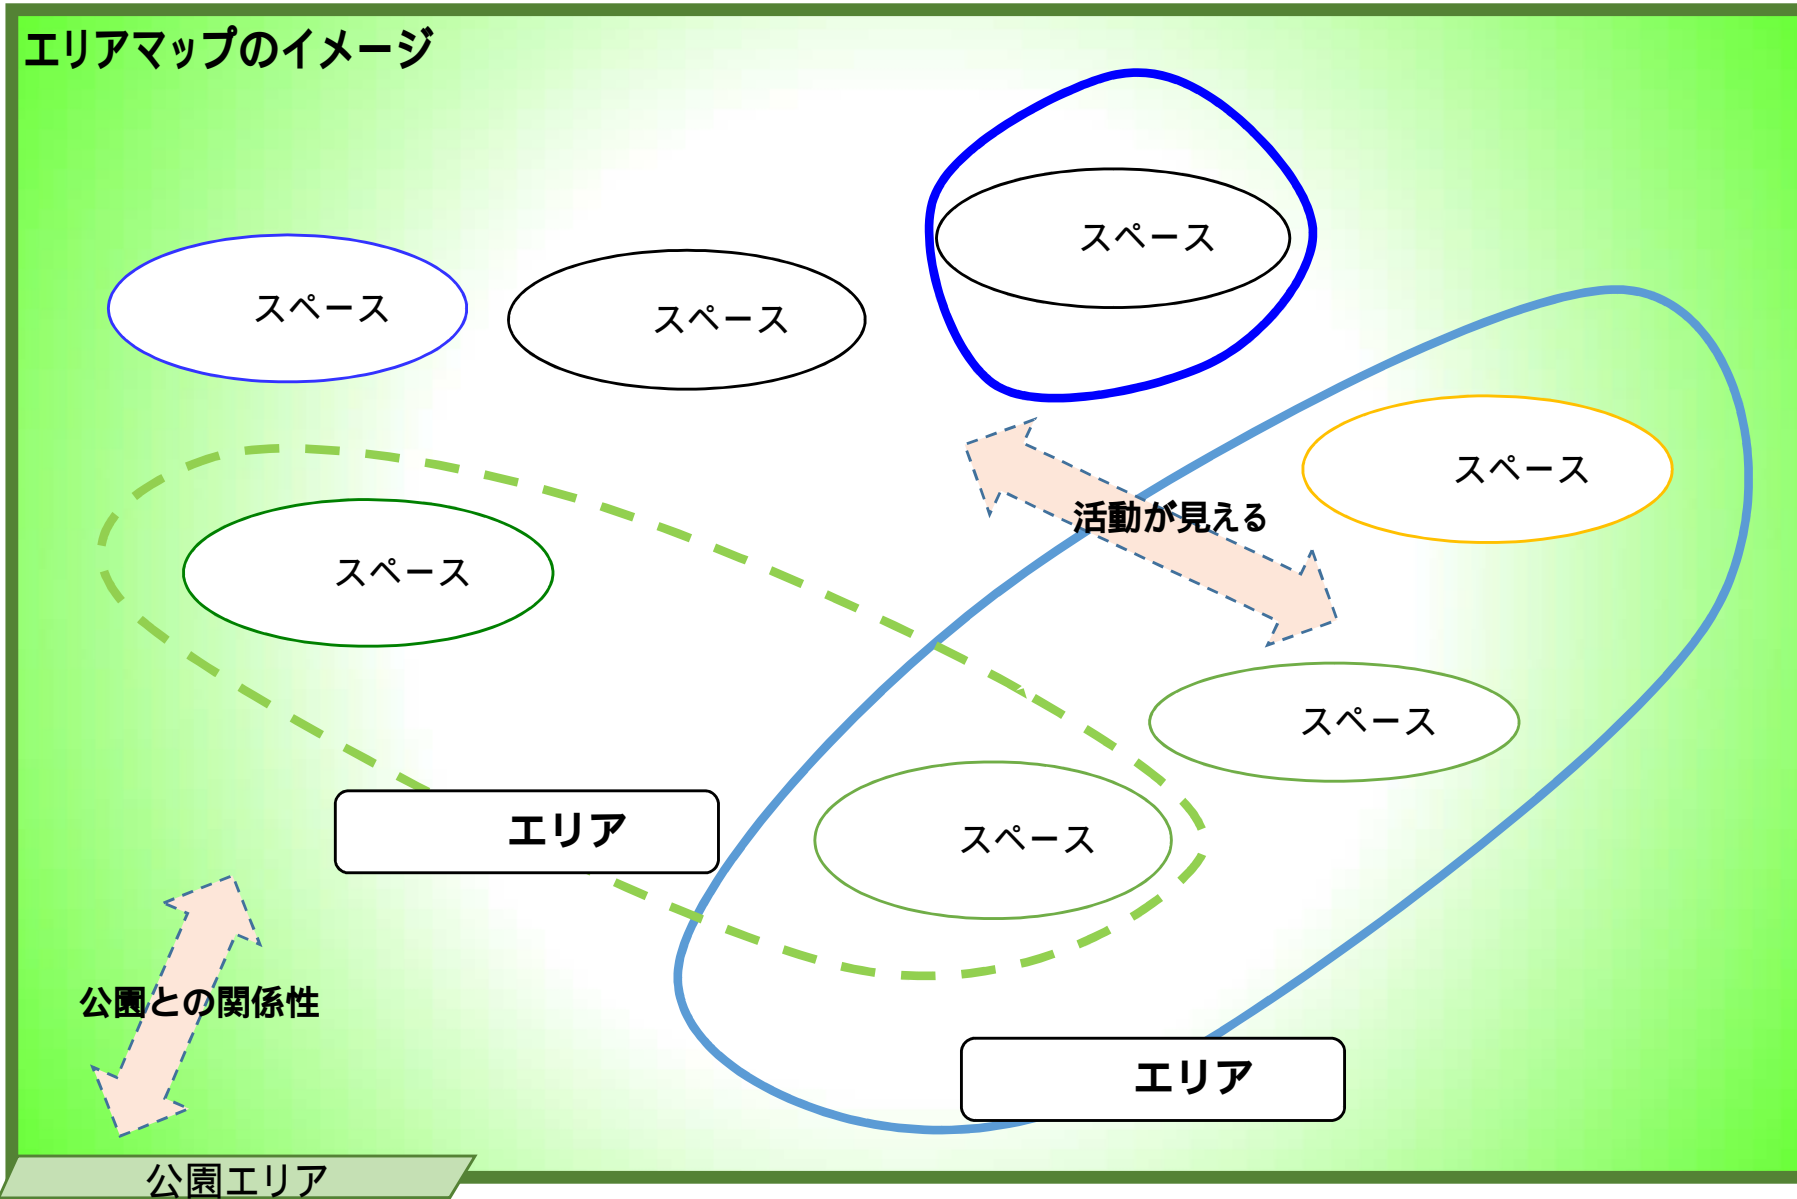 エリアマップのイメージ
スペース
スペース
スペース
スペース
活動が見える
スペース
スペース
エリア
スペース
公園との関係性
エリア
公園エリア